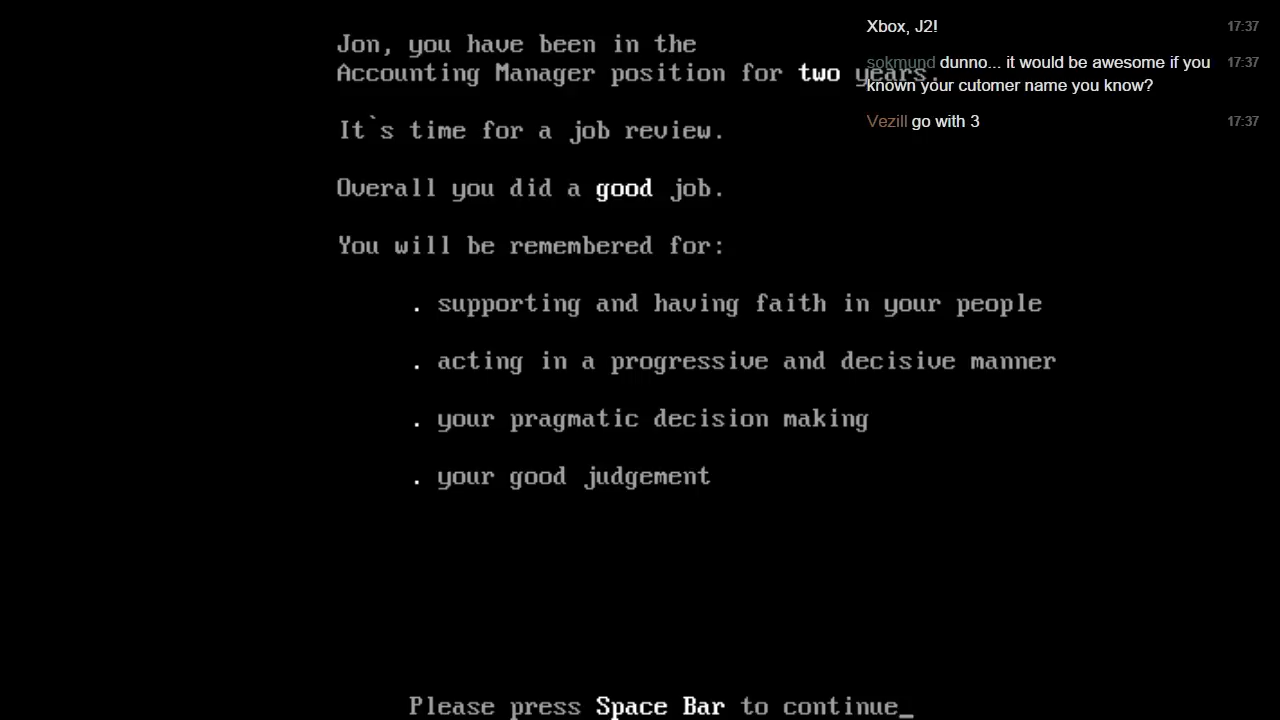 Jon, you have been in the
Accounting Manager position for two years.
It`s time for a job review.
Overall you did a good job.
You will be remembered for:
. supporting and having faith in your people
. acting in a progressive and decisive manner
. your pragmatic decision making
. your good judgement
Please press Space Bar to continue_
Xbox, J2! 17:37
sokmund dunno... it would be awesome if you 17:37
known your cutomer name you know?
Vezill go with 3 17:37